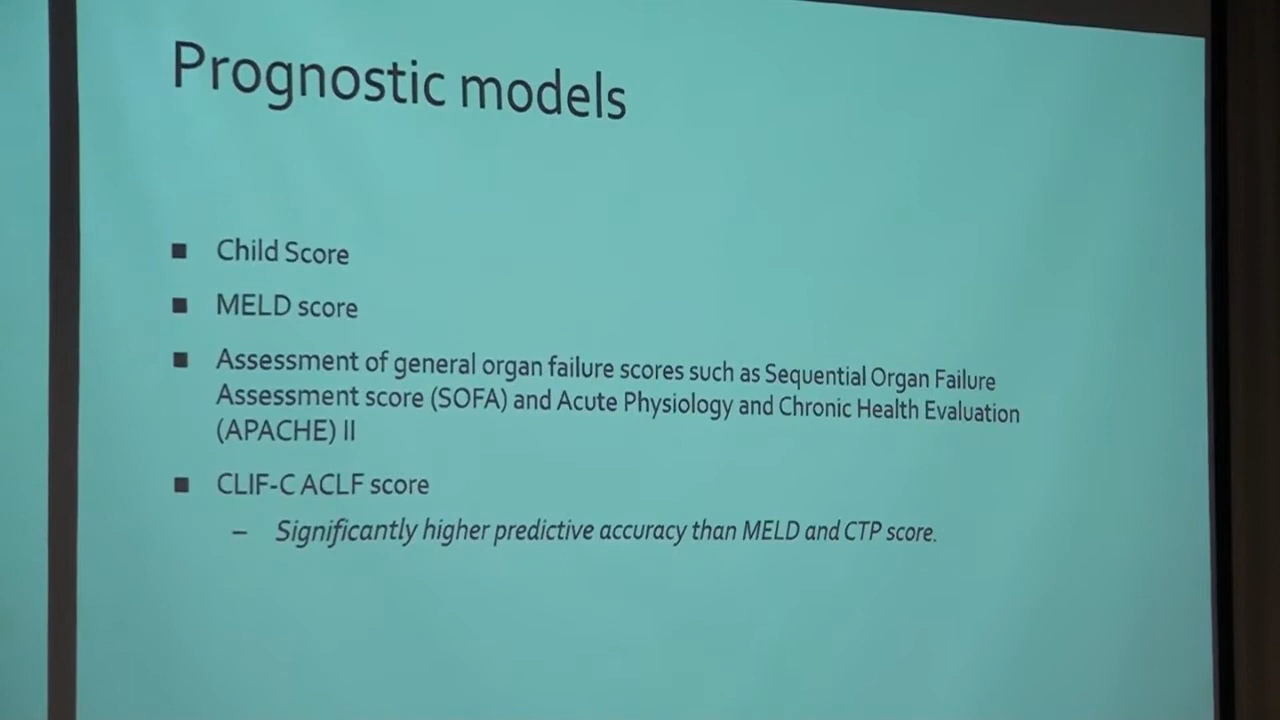 Prognostic models
■ Child Score
■ MELD score
■ Assessment of general organ failure scores such as Sequential Organ Failure
Assessment score (SOFA) and Acute Physiology and Chronic Health Evaluation
(APACHE) II
■ CLIF-C ACLF score
– Significantly higher predictive accuracy than MELD and CTP score.